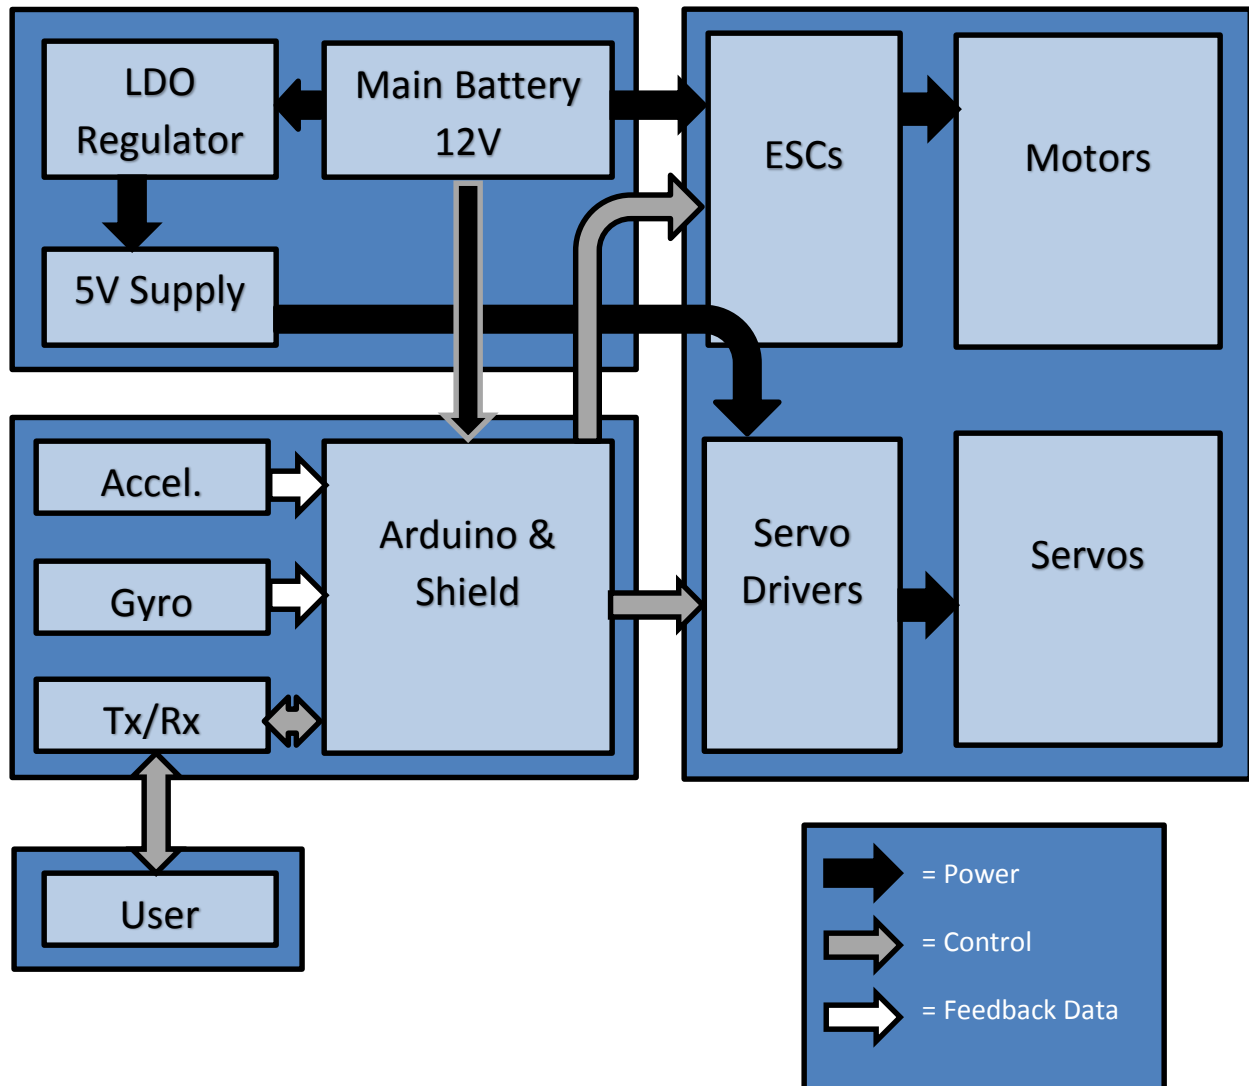 LDO
Regulator
Main Battery
12V
ESCs
Motors
5V Supply
Accel.
Gyro
Tx/Rx
Arduino &
Shield
Servo
Drivers
Servos
User
= Power
= Control
= Feedback Data